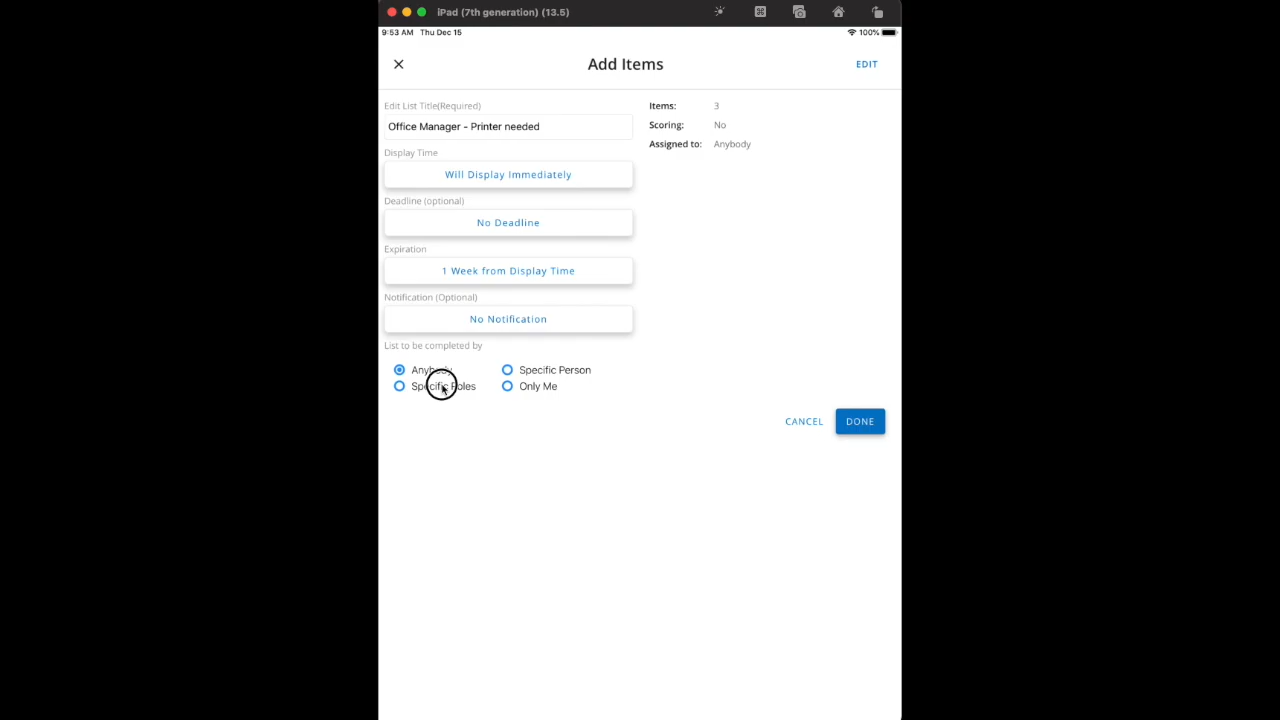 iPad (7th generation) (13.5)
9:53 AM Thu Dec 15
100%
Add Items
EDIT
Edit List Title(Required)
Office Manager - Printer needed
Display Time
Will Display Immediately
Deadline (optional)
No Deadline
Expiration
1 Week from Display Time
Notification (Optional)
No Notification
List to be completed by
Anybody
Specific Person
Specific Roles
Only Me
Items: 3
Scoring: No
Assigned to: Anybody
CANCEL
DONE